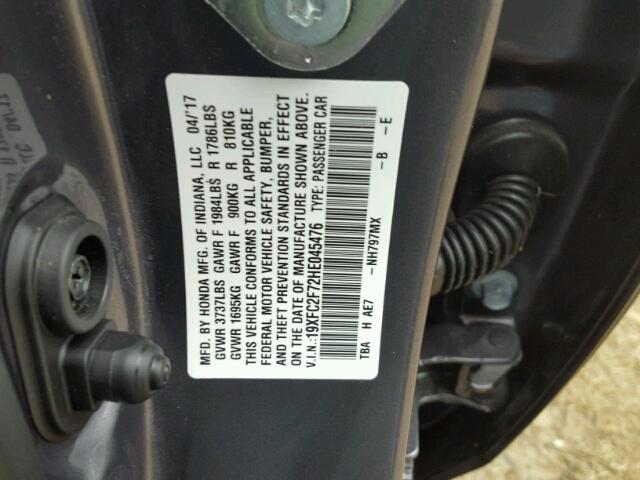 MFD. BY HONDA MFG. OF INDIANA, LLC 04/17
GVWR 3737LBS GAWR F 1984LBS R 1786LBS
GVWR 1695KG GAWR F 900KG R 810KG
THIS VEHICLE CONFORMS TO ALL APPLICABLE
FEDERAL MOTOR VEHICLE SAFETY, BUMPER,
AND THEFT PREVENTION STANDARDS IN EFFECT
ON THE DATE OF MANUFACTURE SHOWN ABOVE.
V.I.N.: 19XFC2F72HE045476 TYPE: PASSENGER CAR
TBA H AE7 -NH797MX -B -E